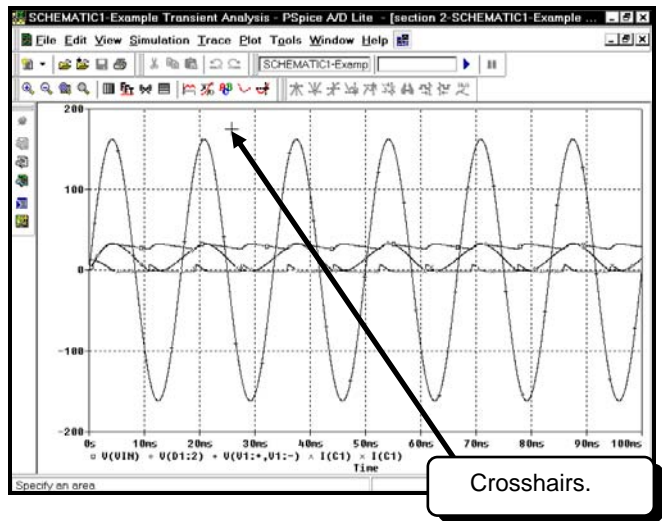 SCHEMATIC1-Example Transient Analysis - PSpice A/D Lite - [section 2-SCHEMATIC1-Example ...
File Edit View Simulation Trace Plot Tools Window Help
SCHEMATIC1-Examp
200
100
0
-100
-200
0s 10ms 20ms 30ms 40ms 50ms 60ms 70ms 80ms 90ms 100ms
V(VIN) V(D1:2) V(V1:+,V1:-) I(C1) I(C1)
Time
Specify an area
Crosshairs.